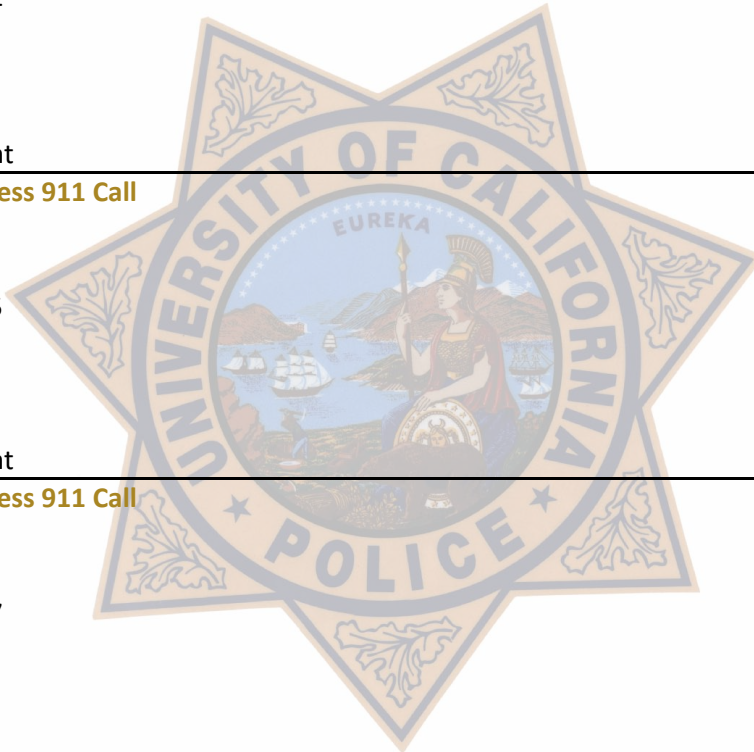 nt
ess 911 Call
nt
ess 911 Call
UNIVERSITY OF CALIFORNIA
EUREKA
POLICE